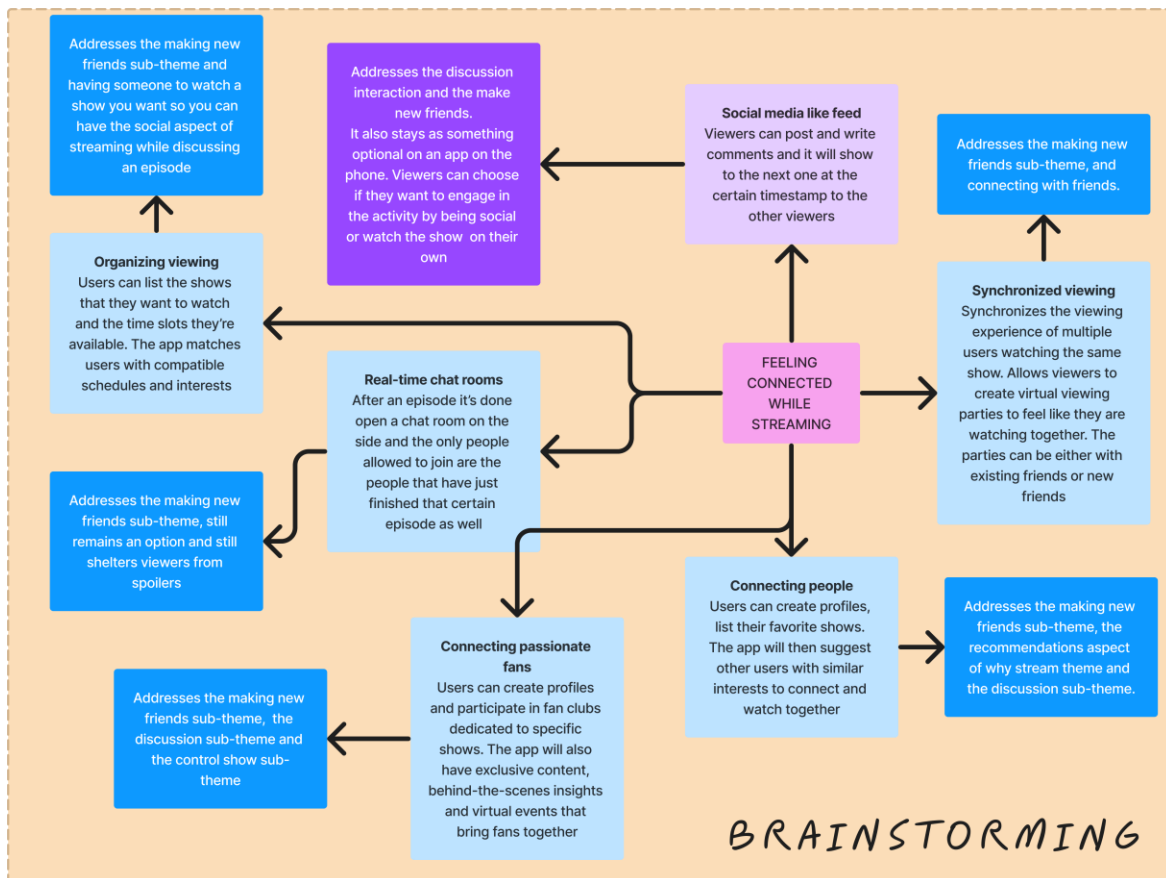 Addresses the making new
friends sub-theme and
having someone to watch a
show you want so you can
have the social aspect of
streaming while discussing
an episode
Addresses the discussion
interaction and the make
new friends.
It also stays as something
optional on an app on the
phone. Viewers can choose
if they want to engage in
the activity by being social
or watch the show on their
own
Social media like feed
Viewers can post and write
comments and it will show
to the next one at the
certain timestamp to the
other viewers
Addresses the making new
friends sub-theme, and
connecting with friends.
Organizing viewing
Users can list the shows
that they want to watch
and the time slots they’re
available. The app matches
users with compatible
schedules and interests
Real-time chat rooms
After an episode it’s done
open a chat room on the
side and the only people
allowed to join are the
people that have just
finished that certain
episode as well
FEELING
CONNECTED
WHILE
STREAMING
Synchronized viewing
Synchronizes the viewing
experience of multiple
users watching the same
show. Allows viewers to
create virtual viewing
parties to feel like they are
watching together. The
parties can be either with
existing friends or new
friends
Addresses the making new
friends sub-theme, still
remains an option and still
shelters viewers from
spoilers
Connecting people
Users can create profiles,
list their favorite shows.
The app will then suggest
other users with similar
interests to connect and
watch together
Addresses the making new
friends sub-theme, the
recommendations aspect
of why stream theme and
the discussion sub-theme.
Connecting passionate
fans
Users can create profiles
and participate in fan clubs
dedicated to specific
shows. The app will also
have exclusive content,
behind-the-scenes insights
and virtual events that
bring fans together
Addresses the making new
friends sub-theme, the
discussion sub-theme and
the control show sub-
theme
BRAINSTORMING